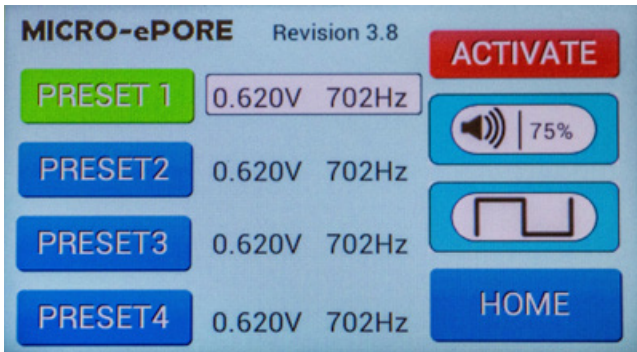 MICRO-ePORE Revision 3.8
ACTIVATE
PRESET 1 0.620V 702Hz
75%
PRESET2 0.620V 702Hz
PRESET3 0.620V 702Hz
PRESET4 0.620V 702Hz
HOME